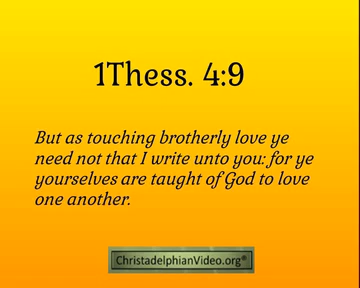 1Thess. 4:9
But as touching brotherly love ye
need not that I write unto you: for ye
yourselves are taught of God to love
one another.
ChristadelphianVideo.org®